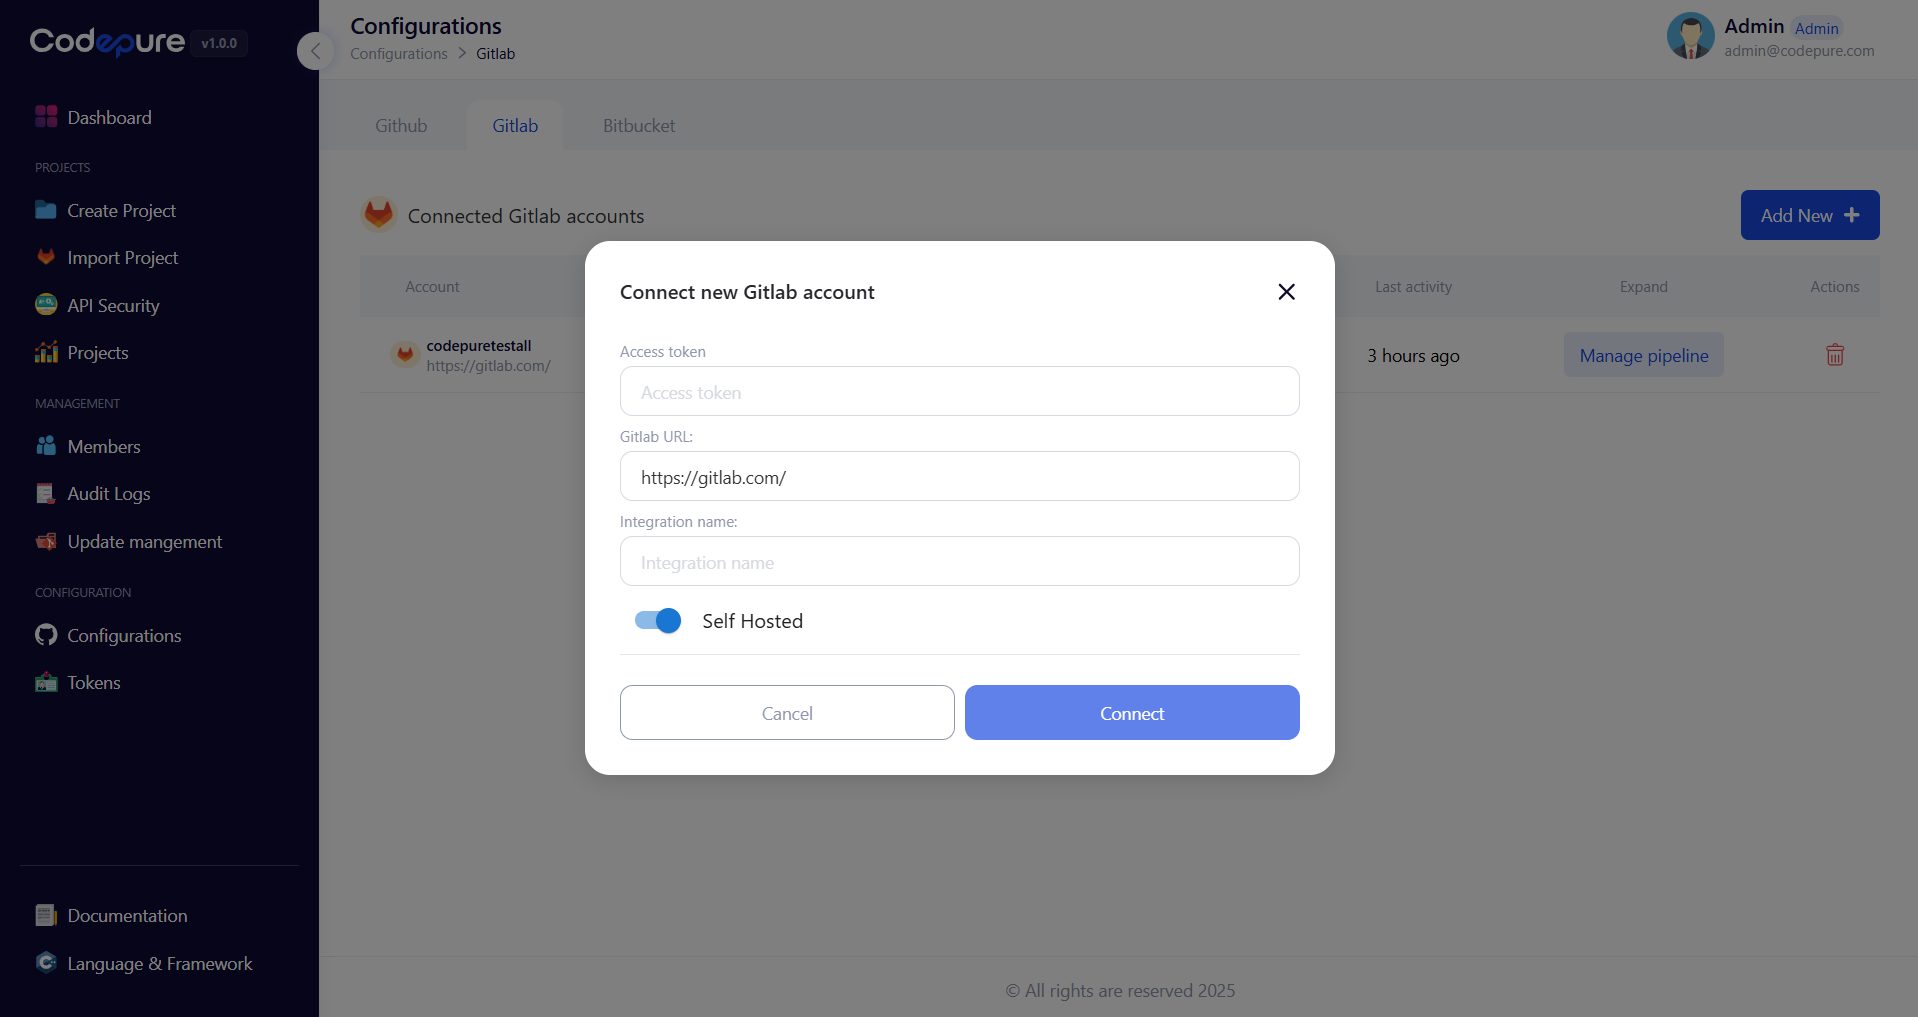 Codepure v1.0.0
Dashboard
PROJECTS
Create Project
Import Project
API Security
Projects
MANAGEMENT
Members
Audit Logs
Update mangement
CONFIGURATION
Configurations
Tokens
Documentation
Language & Framework
Configurations
Configurations > Gitlab
Admin Admin
admin@codepure.com
Github Gitlab Bitbucket
Connected Gitlab accounts
Add New +
Account Last activity Expand Actions
codepuretestall
https://gitlab.com/
3 hours ago Manage pipeline
Connect new Gitlab account
Access token
Access token
Gitlab URL:
https://gitlab.com/
Integration name:
Integration name
Self Hosted
Cancel Connect
© All rights are reserved 2025